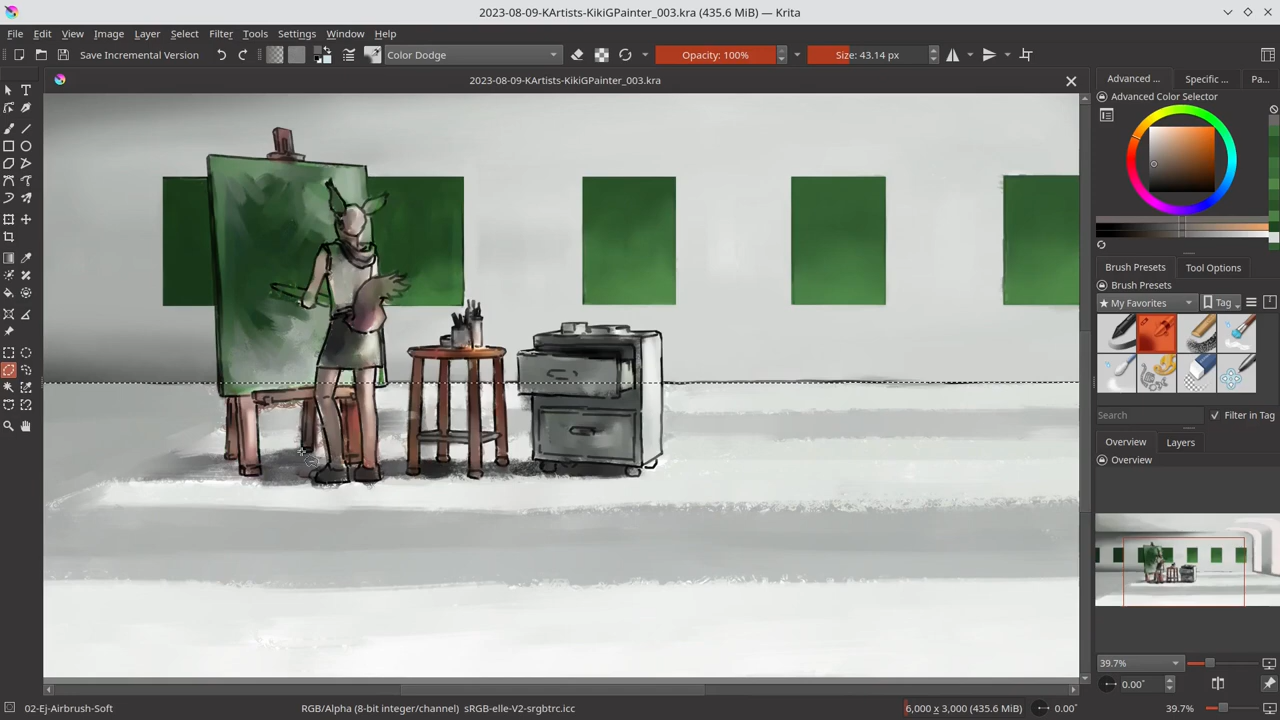 2023-08-09-KArtists-KikiGPainter_003.kra (435.6 MiB) — Krita
File Edit View Image Layer Select Filter Tools Settings Window Help
Save Incremental Version
Color Dodge
Opacity: 100%
Size: 43.14 px
2023-08-09-KArtists-KikiGPainter_003.kra
Advanced ...
Specific ...
Pa...
Advanced Color Selector
Brush Presets
Tool Options
Brush Presets
★ My Favorites
Tag
Search
Filter in Tag
Overview
Layers
Overview
39.7%
0.00°
02-Ej-Airbrush-Soft
RGB/Alpha (8-bit integer/channel) sRGB-elle-V2-srgbtrc.icc
6,000 x 3,000 (435.6 MiB)
0.00°
39.7%